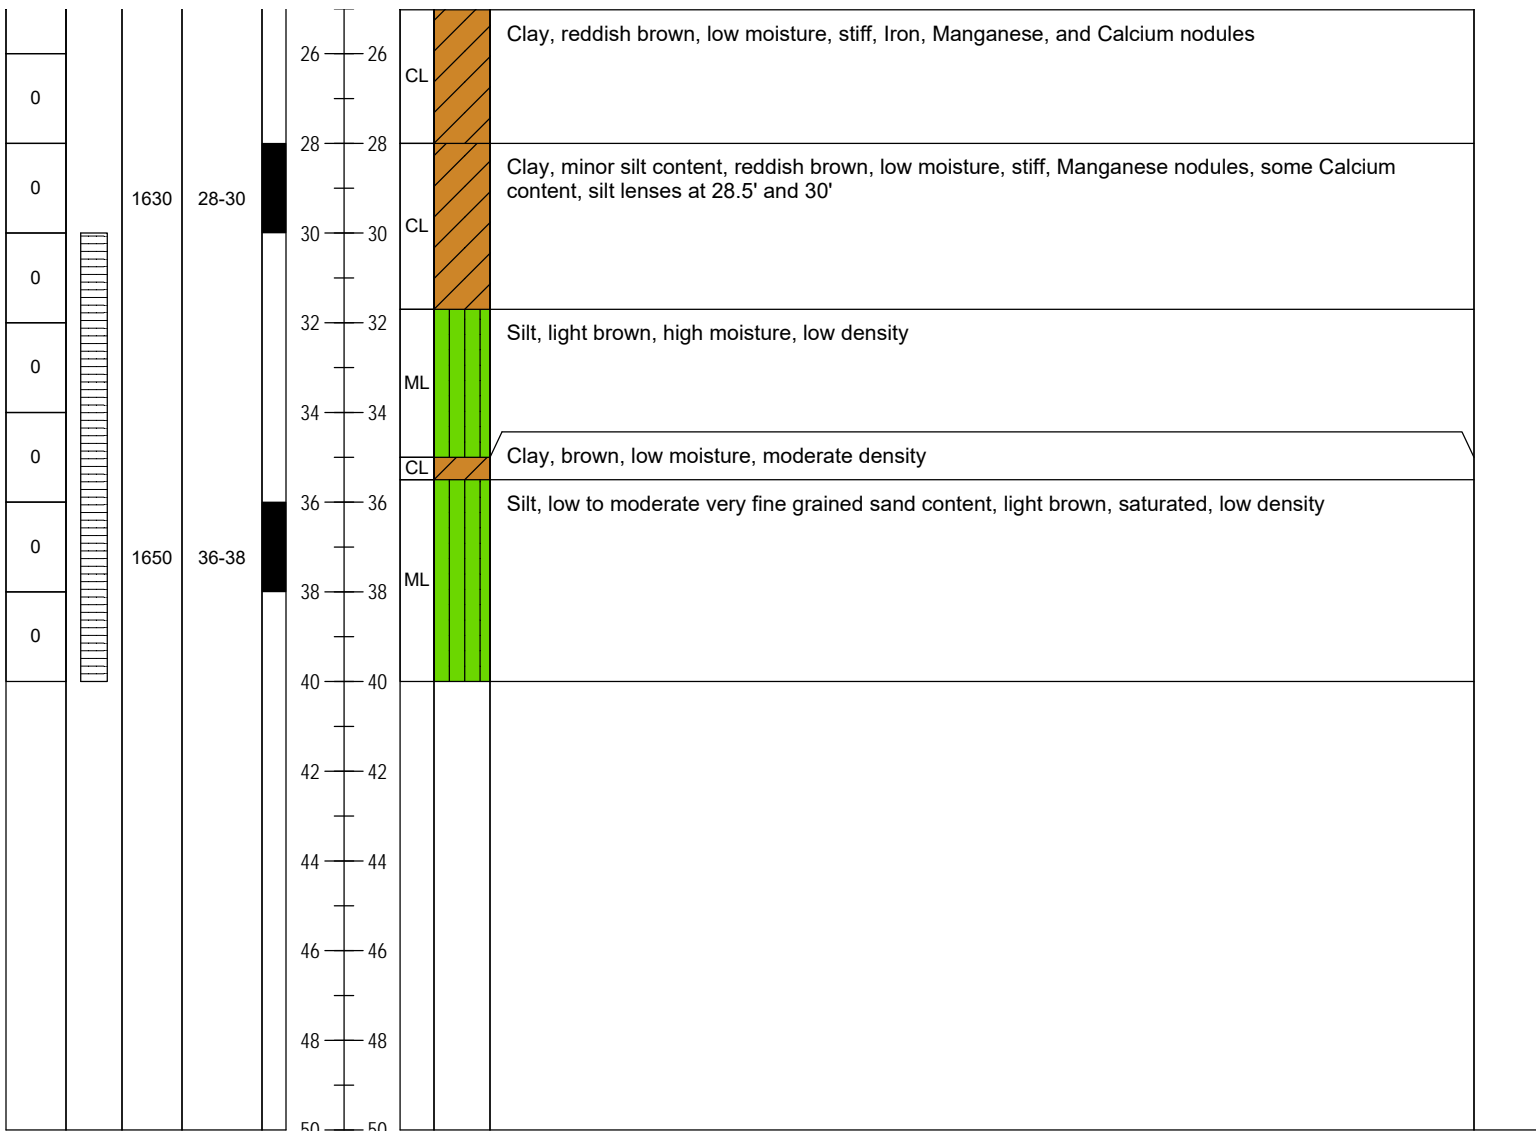 Clay, reddish brown, low moisture, stiff, Iron, Manganese, and Calcium nodules
26 26
CL
0
28 28
Clay, minor silt content, reddish brown, low moisture, stiff, Manganese nodules, some Calcium
content, silt lenses at 28.5' and 30'
0 1630 28-30
CL
30 30
0
32 32
Silt, light brown, high moisture, low density
0
ML
34 34
0
Clay, brown, low moisture, moderate density
CL
36 36
Silt, low to moderate very fine grained sand content, light brown, saturated, low density
0 1650 36-38
ML
38 38
0
40 40
42 42
44 44
46 46
48 48
50 50